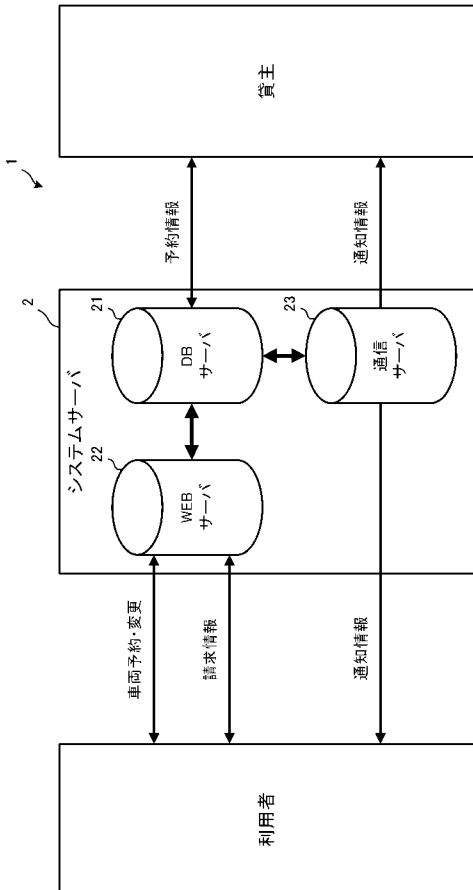 1
貸主
予約情報
通知情報
2
システムサーバ
21
DB
サーバ
23
通信
サーバ
22
WEB
サーバ
車両予約・変更
請求情報
通知情報
利用者